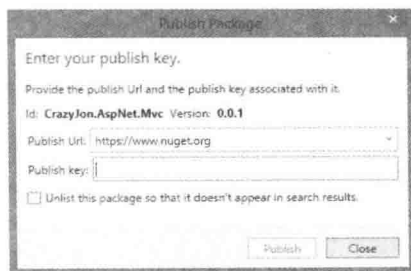 Publish Package
Enter your publish key.
Provide the publish Url and the publish key associated with it.
Id: CrazyJon.AspNet.Mvc Version: 0.0.1
Publish Url: https://www.nuget.org
Publish key:
Unlist this package so that it doesn't appear in search results.
Publish Close